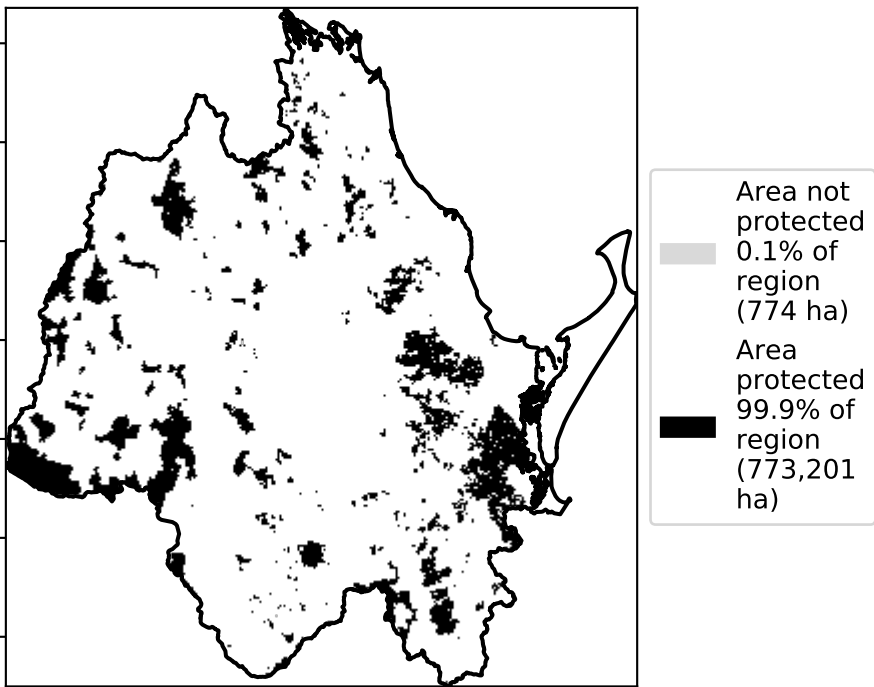 Area not
protected
0.1% of
region
(774 ha)
Area
protected
99.9% of
region
(773,201
ha)